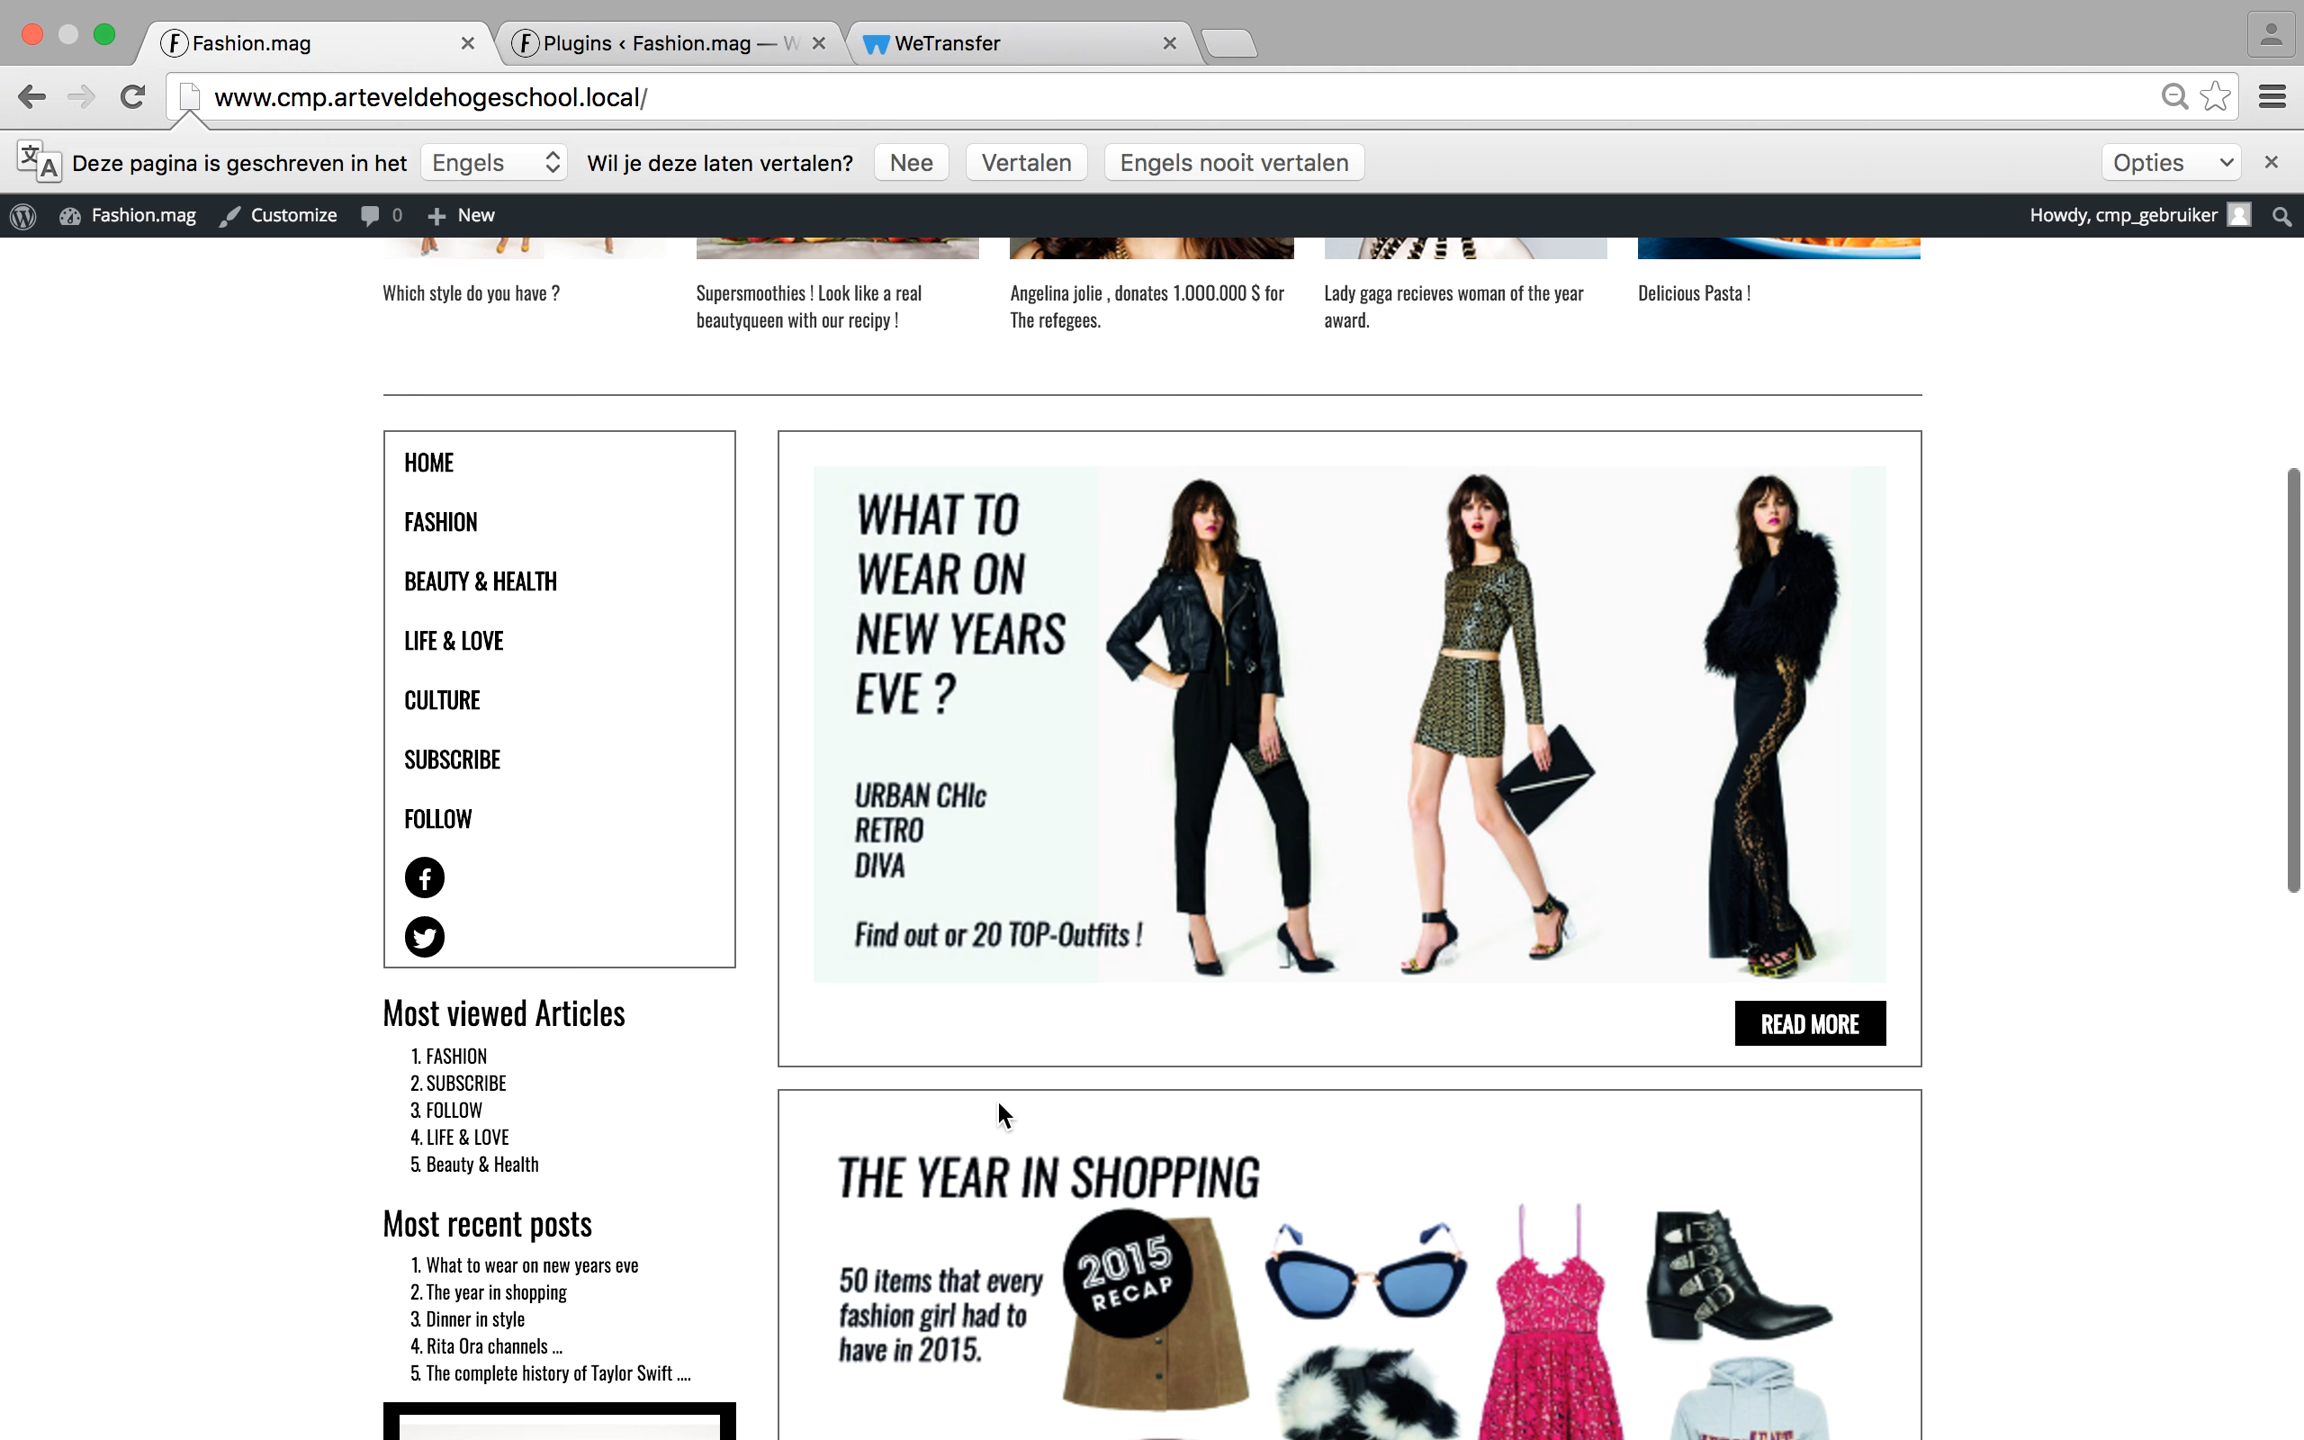 Fashion.mag
Plugins ‹ Fashion.mag — W
WeTransfer
www.cmp.arteveldehogeschool.local/
Deze pagina is geschreven in het Engels Wil je deze laten vertalen? Nee Vertalen Engels nooit vertalen Opties
Fashion.mag Customize 0 New Howdy, cmp_gebruiker
Which style do you have ?
Supersmoothies ! Look like a real
beautyqueen with our recipy !
Angelina jolie , donates 1.000.000 $ for
The refegees.
Lady gaga recieves woman of the year
award.
Delicious Pasta !
HOME
FASHION
BEAUTY & HEALTH
LIFE & LOVE
CULTURE
SUBSCRIBE
FOLLOW
Most viewed Articles
1. FASHION
2. SUBSCRIBE
3. FOLLOW
4. LIFE & LOVE
5. Beauty & Health
Most recent posts
1. What to wear on new years eve
2. The year in shopping
3. Dinner in style
4. Rita Ora channels ...
5. The complete history of Taylor Swift ....
WHAT TO
WEAR ON
NEW YEARS
EVE ?
URBAN CHIc
RETRO
DIVA
Find out or 20 TOP-Outfits !
READ MORE
THE YEAR IN SHOPPING
2015
RECAP
50 items that every
fashion girl had to
have in 2015.